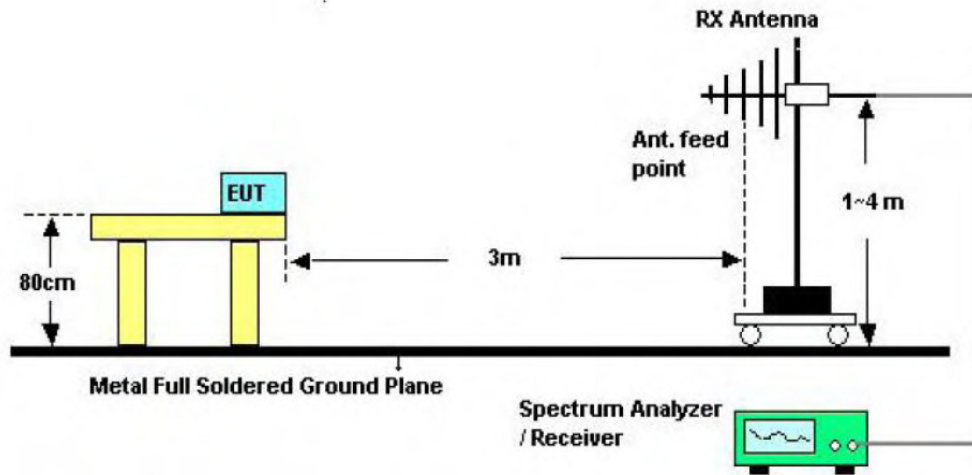 RX Antenna
Ant. feed
point
EUT
1~4 m
3m
80cm
Metal Full Soldered Ground Plane
Spectrum Analyzer
/ Receiver